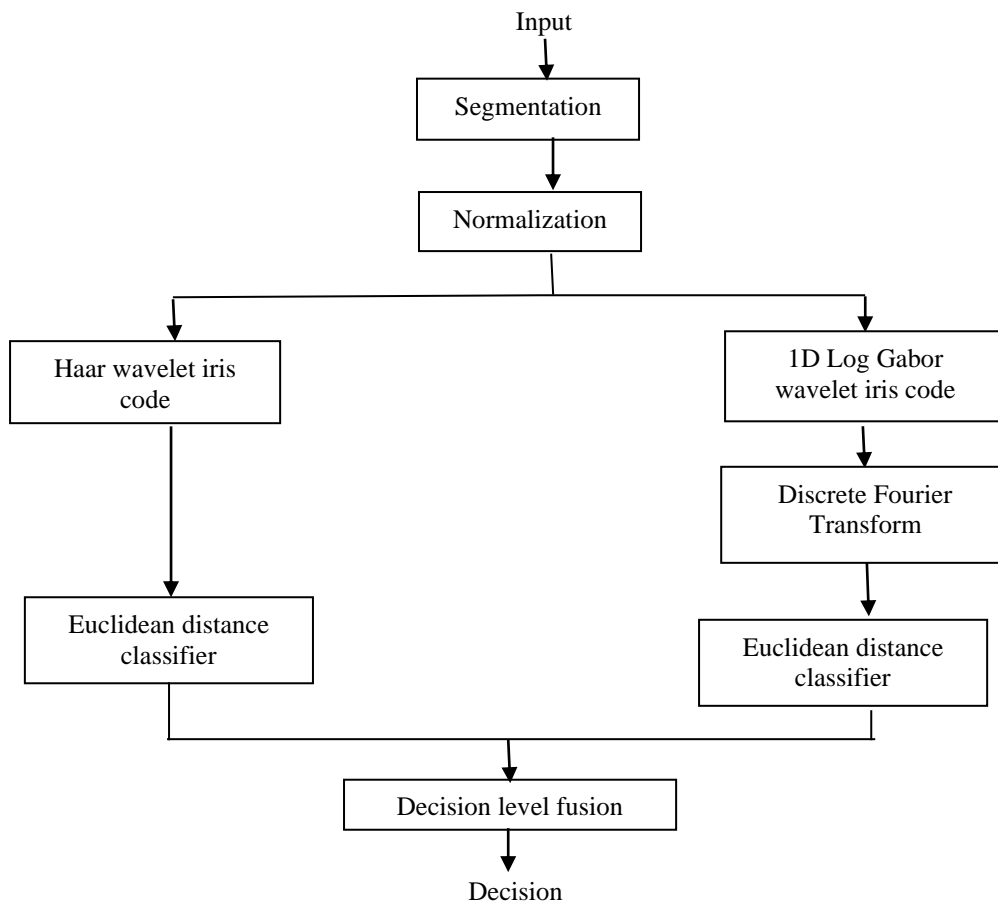 Input
Segmentation
Normalization
Haar wavelet iris
code
1D Log Gabor
wavelet iris code
Discrete Fourier
Transform
Euclidean distance
classifier
Euclidean distance
classifier
Decision level fusion
Decision